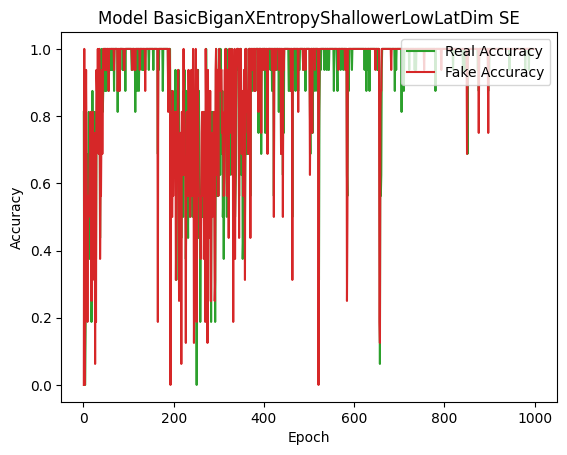 Model BasicBiganXEntropyShallowerLowLatDim SE
Real Accuracy
Fake Accuracy
Accuracy
1.0
0.8
0.6
0.4
0.2
0.0
0
200
400
600
800
1000
Epoch